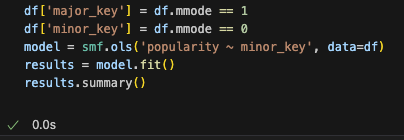 df['major_key'] = df.mmode == 1
df['minor_key'] = df.mmode == 0
model = smf.ols('popularity ~ minor_key', data=df)
results = model.fit()
results.summary()
✓ 0.0s